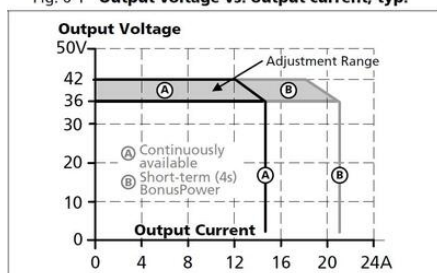 Fig. 6-1 Output voltage vs. output current, typ.
Output Voltage
50V
Adjustment Range
42
A
B
36
30
A Continuously
available
B Short-term (4s)
BonusPower
20
A
B
10
Output Current
0
0 4 8 12 16 20 24A